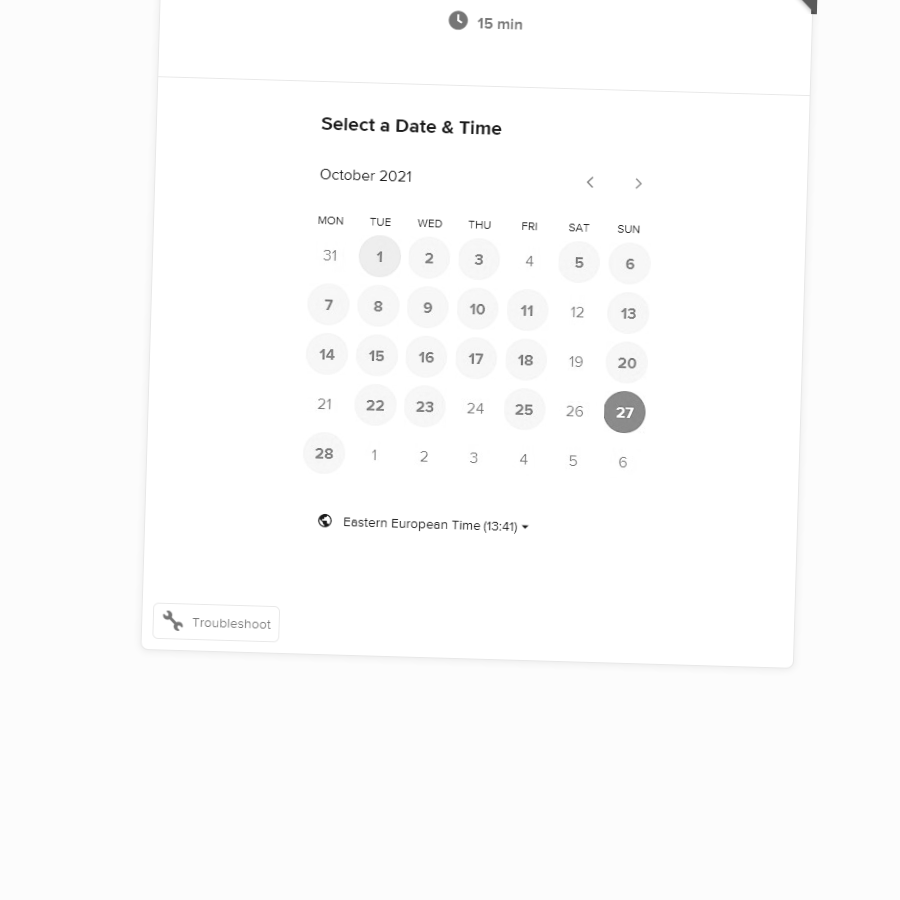 15 min
Select a Date & Time
October 2021
MON TUE WED THU FRI SAT SUN
31 1 2 3 4 5 6
7 8 9 10 11 12 13
14 15 16 17 18 19 20
21 22 23 24 25 26 27
28 1 2 3 4 5 6
Eastern European Time (13:41)
Troubleshoot